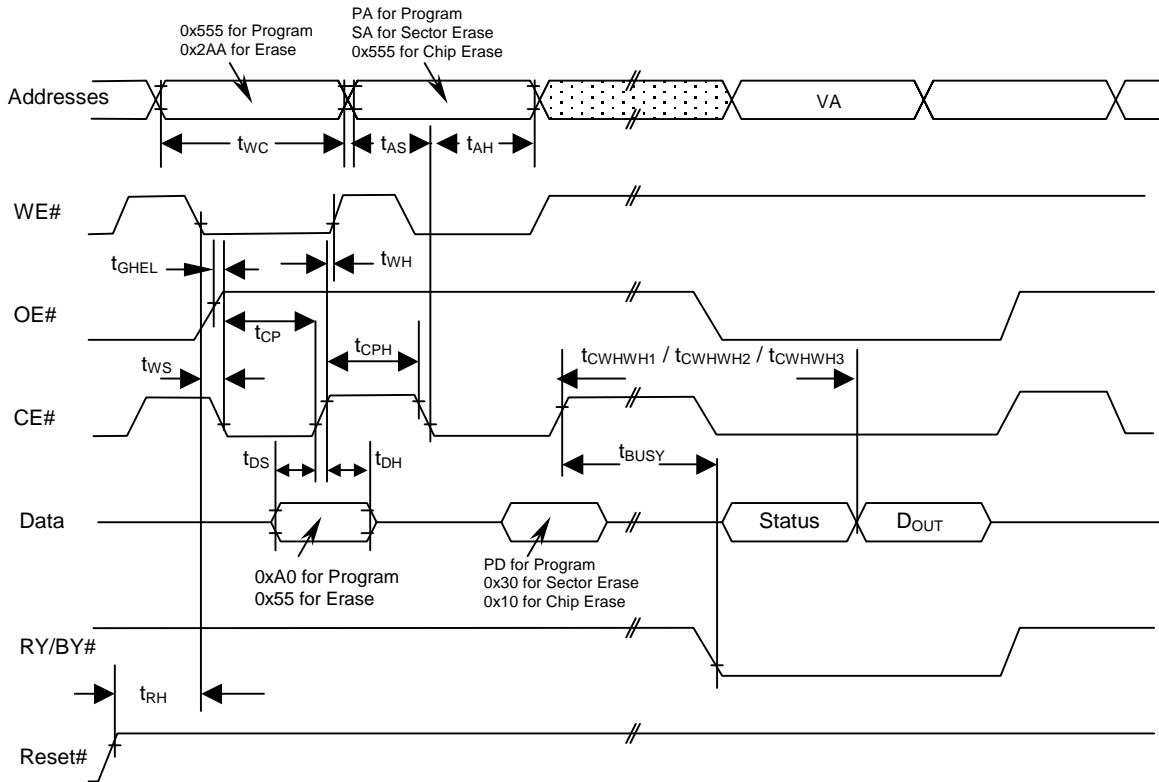 0x555 for Program
0x2AA for Erase
PA for Program
SA for Sector Erase
0x555 for Chip Erase
Addresses
VA
tWC
tAS
tAH
WE#
tGHEL
tWH
OE#
tCP
tCPH
tWS
tCWHWH1 / tCWHWH2 / tCWHWH3
CE#
tDS
tDH
tBUSY
Data
Status
DOUT
0xA0 for Program
0x55 for Erase
PD for Program
0x30 for Sector Erase
0x10 for Chip Erase
RY/BY#
tRH
Reset#